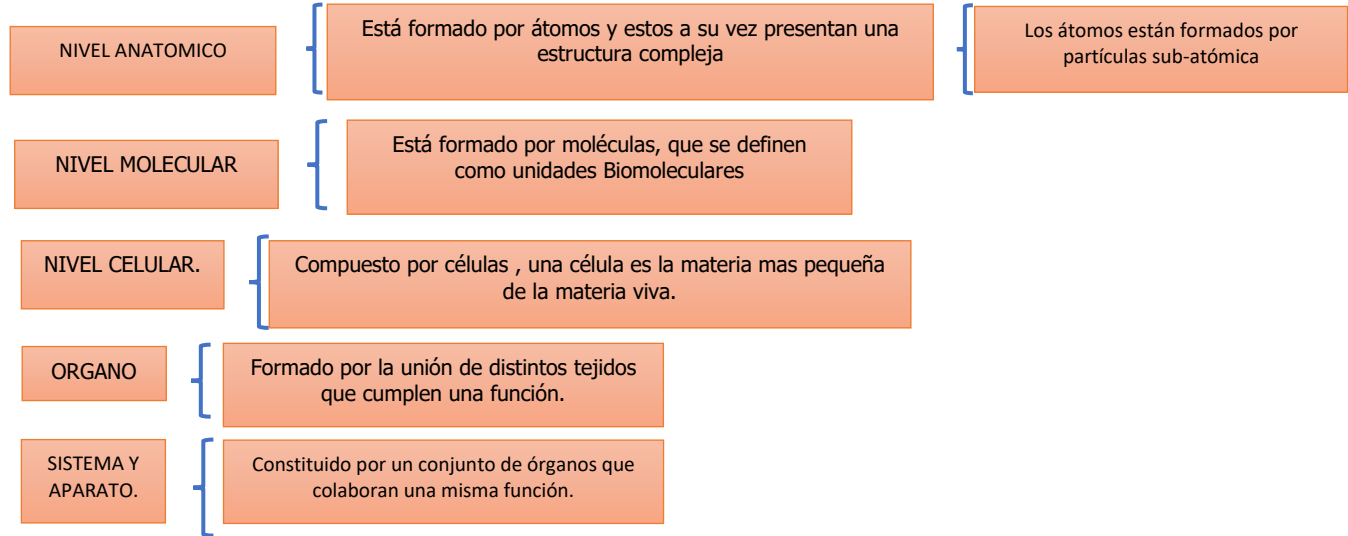 NIVEL ANATOMICO
Está formado por átomos y estos a su vez presentan una
estructura compleja
Los átomos están formados por
partículas sub-atómica
NIVEL MOLECULAR
Está formado por moléculas, que se definen
como unidades Biomoleculares
NIVEL CELULAR.
Compuesto por células , una célula es la materia mas pequeña
de la materia viva.
ORGANO
Formado por la unión de distintos tejidos
que cumplen una función.
SISTEMA Y
APARATO.
Constituido por un conjunto de órganos que
colaboran una misma función.